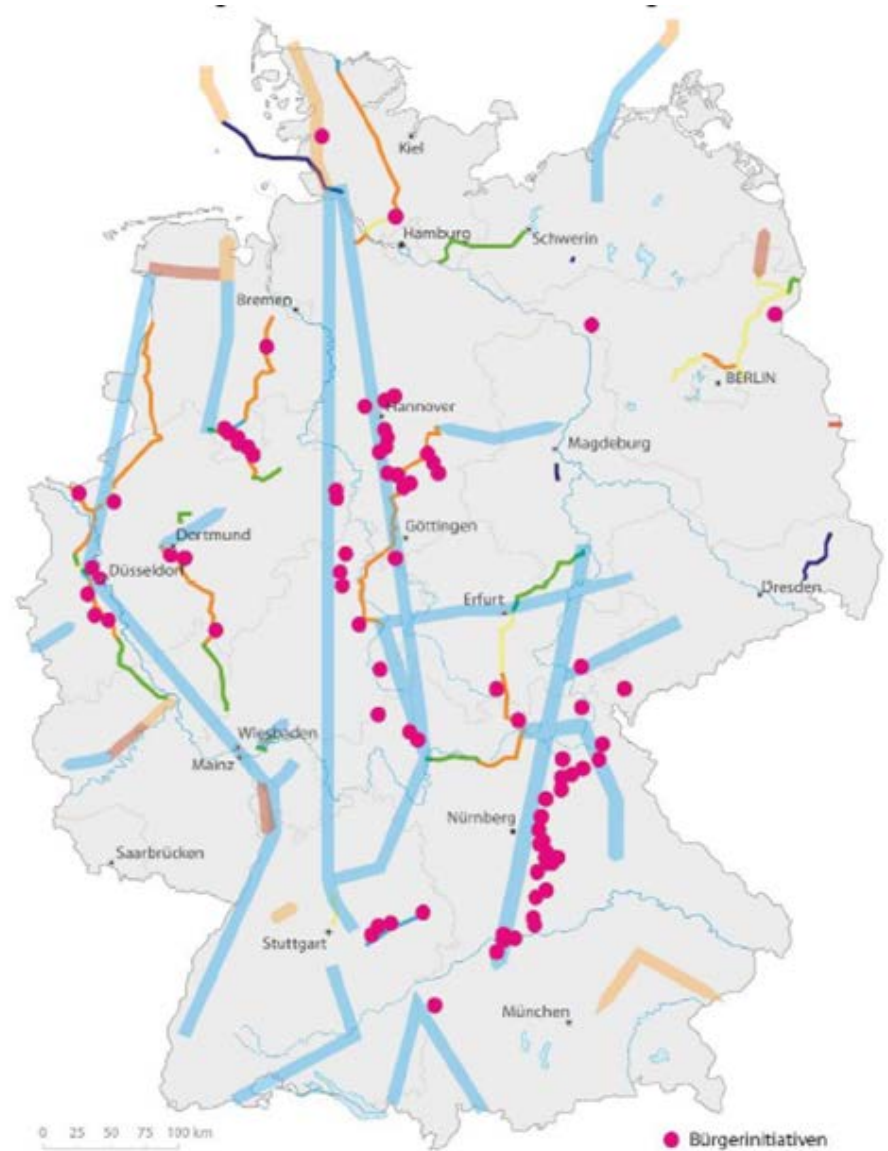 Kiel
Hamburg
Schwerin
Bremen
BERLIN
Hannover
Magdeburg
Göttingen
Dortmund
Düsseldorf
Erfurt
Dresden
Wiesbaden
Mainz
Nürnberg
Saarbrücken
Stuttgart
München
0 25 50 75 100 km
Bürgerinitiativen